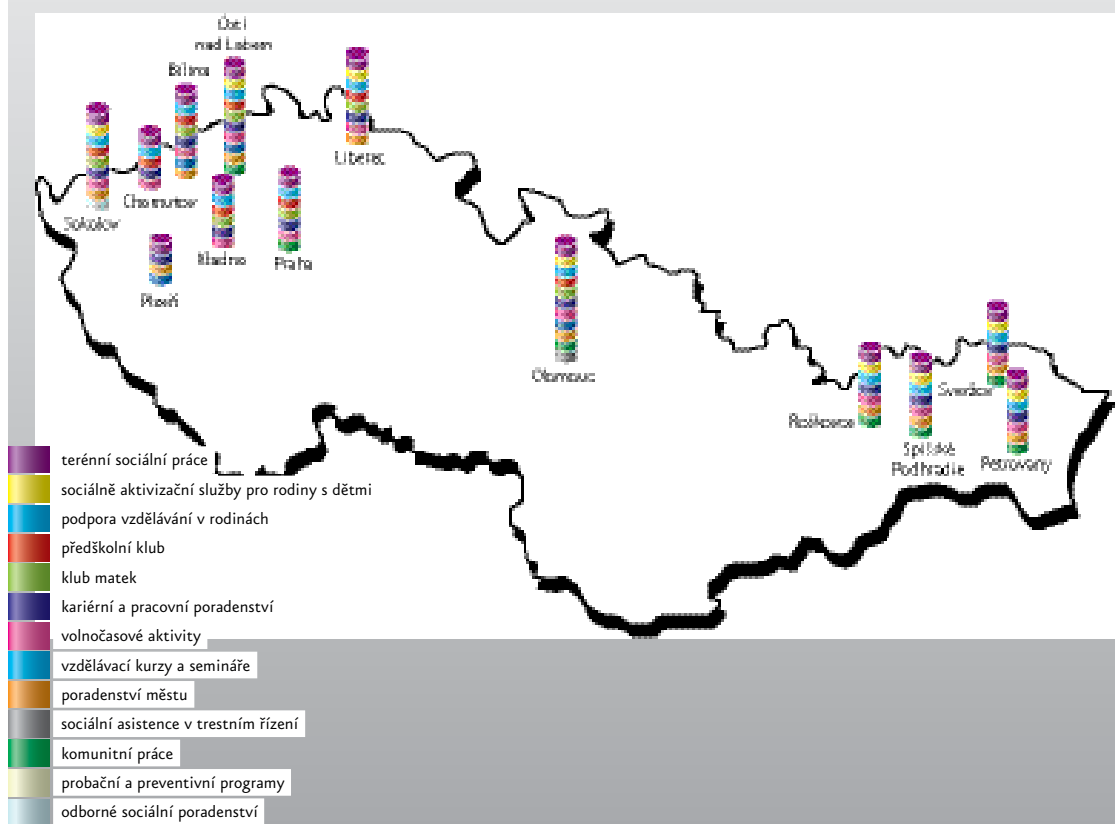 Ústí
nad Labem
Bílina
Liberec
Chomutov
Sokolov
Kladno
Praha
Plzeň
Olomouc
Roškovce
Spišské
Podhradie
Svinia
Petrovany
terénní sociální práce
sociálně aktivizační služby pro rodiny s dětmi
podpora vzdělávání v rodinách
předškolní klub
klub matek
kariérní a pracovní poradenství
volnočasové aktivity
vzdělávací kurzy a semináře
poradenství městu
sociální asistence v trestním řízení
komunitní práce
probační a preventivní programy
odborné sociální poradenství